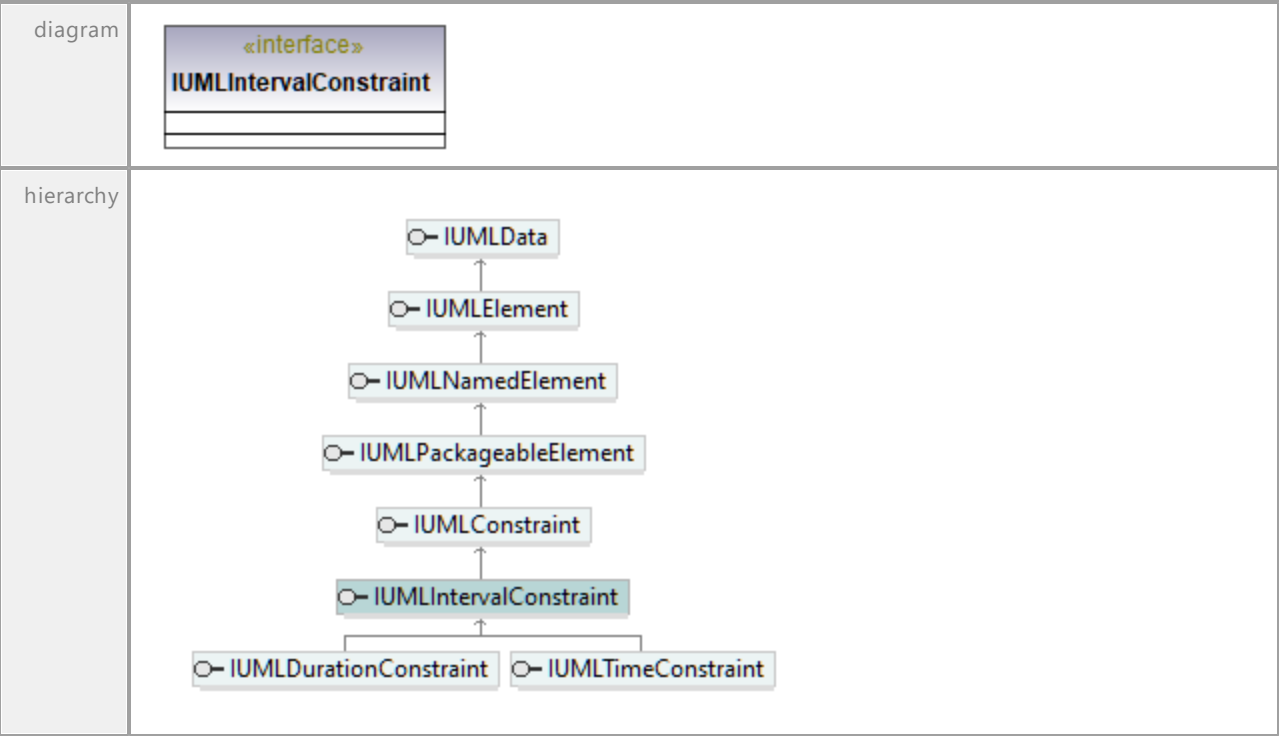 diagram
«interface»
IUMLIntervalConstraint
hierarchy
IUMLData
IUMLElement
IUMLNamedElement
IUMLPackageableElement
IUMLConstraint
IUMLIntervalConstraint
IUMLDurationConstraint IUMLTimeConstraint